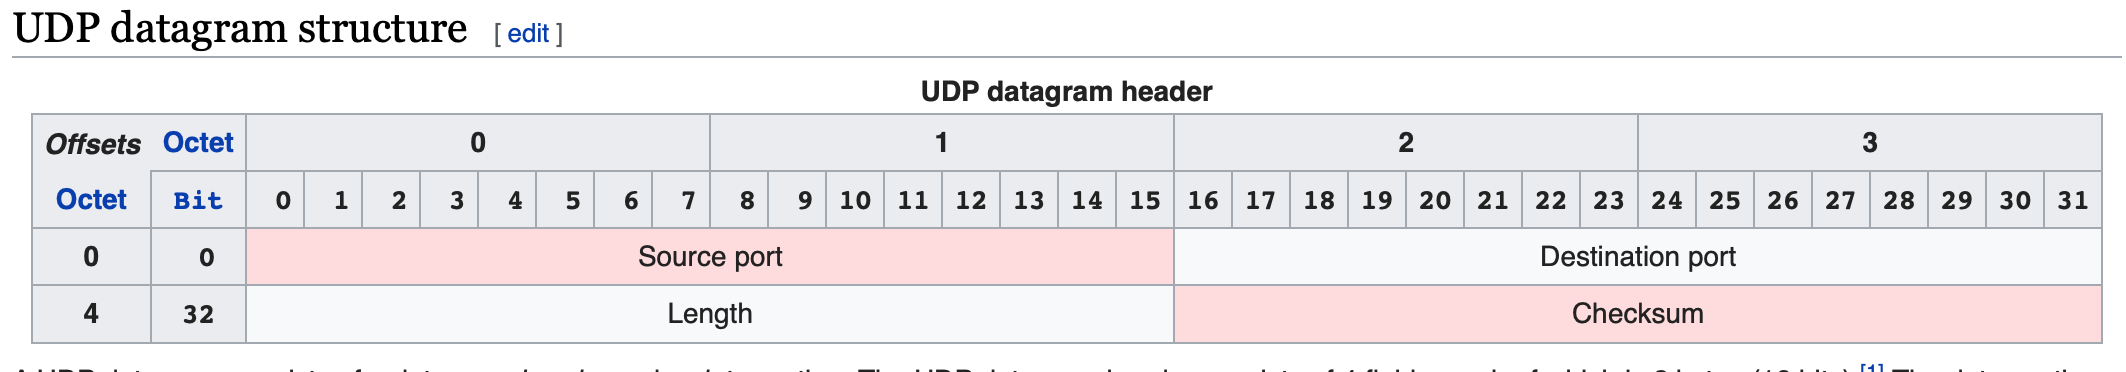 UDP datagram structure [ edit ]
UDP datagram header
Offsets Octet 0 1 2 3
Octet Bit 0 1 2 3 4 5 6 7 8 9 10 11 12 13 14 15 16 17 18 19 20 21 22 23 24 25 26 27 28 29 30 31
0 0 Source port Destination port
4 32 Length Checksum